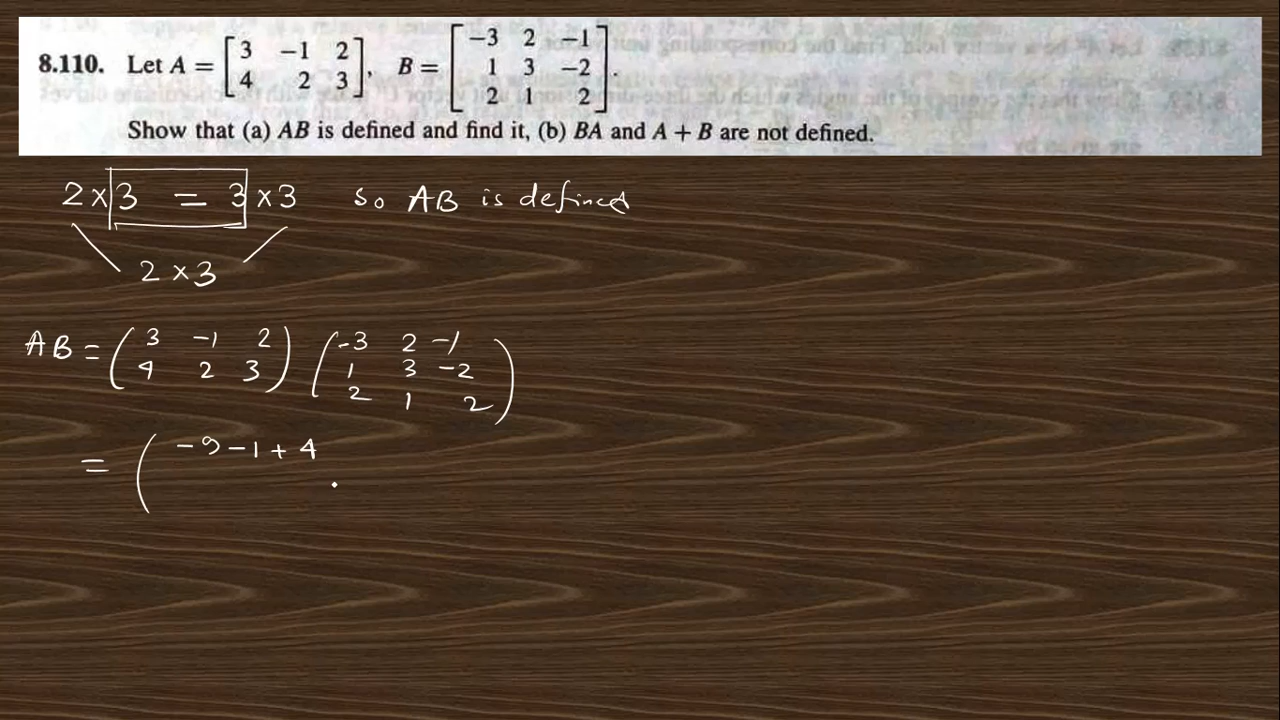 8.110. Let A = [3 −1 2
4 2 3], B = [−3 2 −1
1 3 −2
2 1 2].
Show that (a) AB is defined and find it, (b) BA and A + B are not defined.
2×3 = 3×3 so AB is defined
2×3
AB = (3 -1 2
4 2 3) (-3 2 -1
1 3 -2
2 1 2)
= (-9-1+4